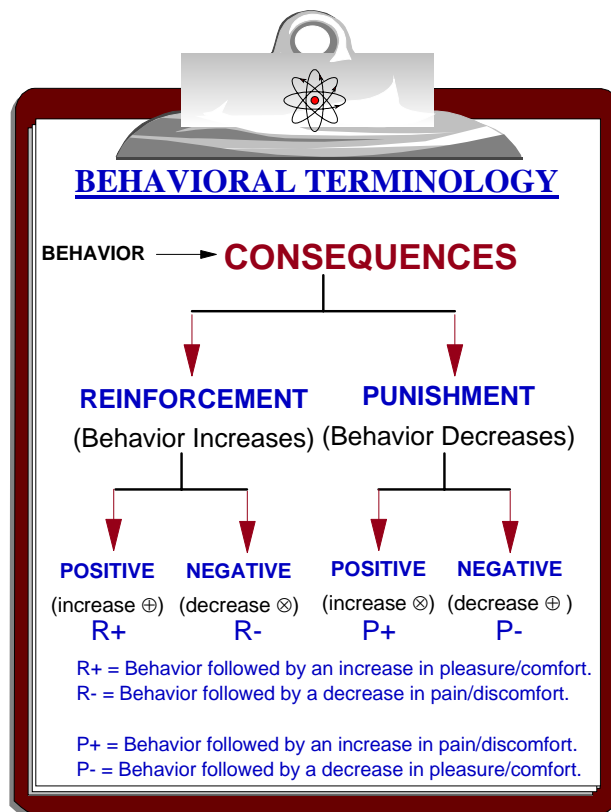 BEHAVIORAL TERMINOLOGY
BEHAVIOR CONSEQUENCES
REINFORCEMENT PUNISHMENT
(Behavior Increases) (Behavior Decreases)
POSITIVE NEGATIVE POSITIVE NEGATIVE
(increase ⊕) (decrease ⊗) (increase ⊗) (decrease ⊕ )
R+ R- P+ P-
R+ = Behavior followed by an increase in pleasure/comfort.
R- = Behavior followed by a decrease in pain/discomfort.
P+ = Behavior followed by an increase in pain/discomfort.
P- = Behavior followed by a decrease in pleasure/comfort.